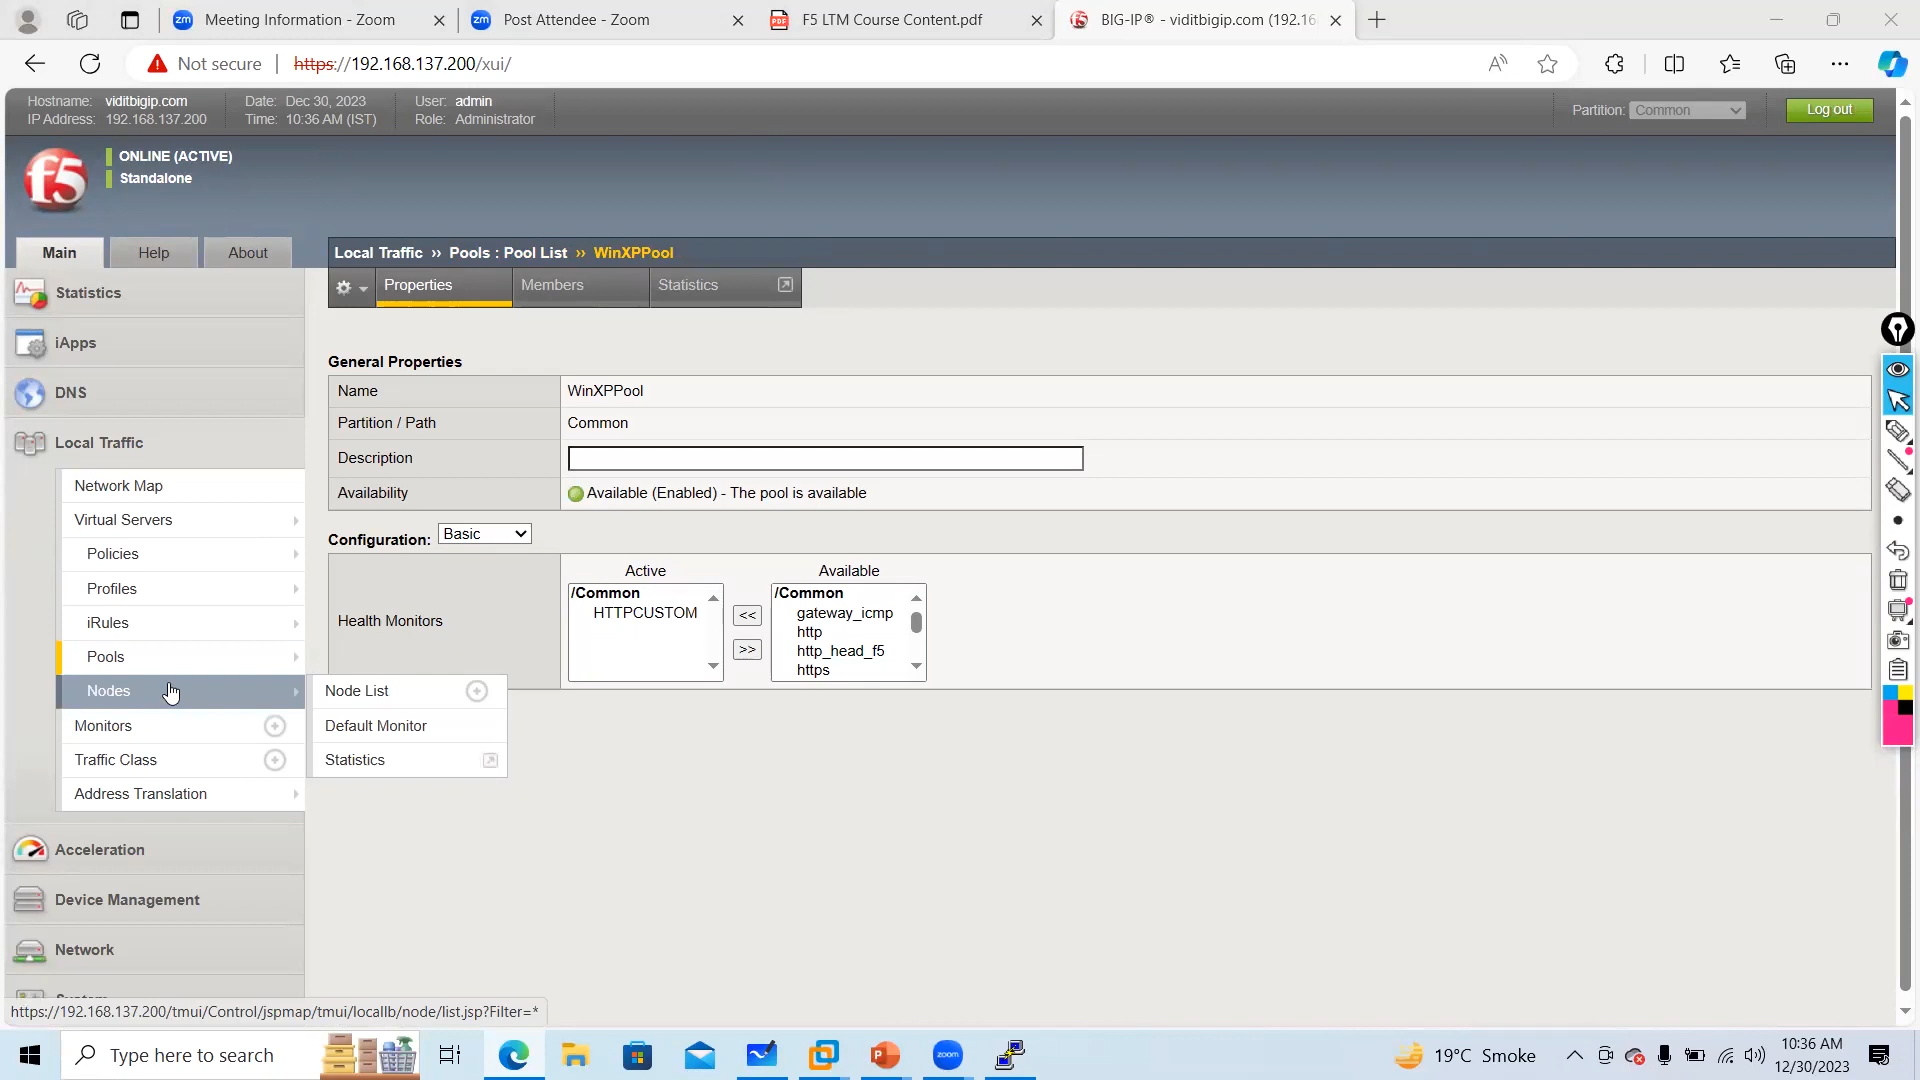 Meeting Information - Zoom
Post Attendee - Zoom
F5 LTM Course Content.pdf
BIG-IP® - viditbigip.com (192.16
Not secure
https://192.168.137.200/xui/
Hostname: viditbigip.com
IP Address: 192.168.137.200
Date: Dec 30, 2023
Time: 10:36 AM (IST)
User: admin
Role: Administrator
Partition: Common
Log out
f5
ONLINE (ACTIVE)
Standalone
Main
Help
About
Local Traffic ›› Pools : Pool List ›› WinXPPool
Properties
Members
Statistics
Statistics
iApps
DNS
Local Traffic
Network Map
Virtual Servers
Policies
Profiles
iRules
Pools
Nodes
Monitors
Traffic Class
Address Translation
Acceleration
Device Management
Network
Node List
Default Monitor
Statistics
General Properties
Name WinXPPool
Partition / Path Common
Description
Availability Available (Enabled) - The pool is available
Configuration: Basic
Health Monitors
Active
/Common
HTTPCUSTOM
<<
>>
Available
/Common
gateway_icmp
http
http_head_f5
https
https://192.168.137.200/tmui/Control/jspmap/tmui/locallb/node/list.jsp?Filter=*
Type here to search
zoom
19°C Smoke
10:36 AM
12/30/2023